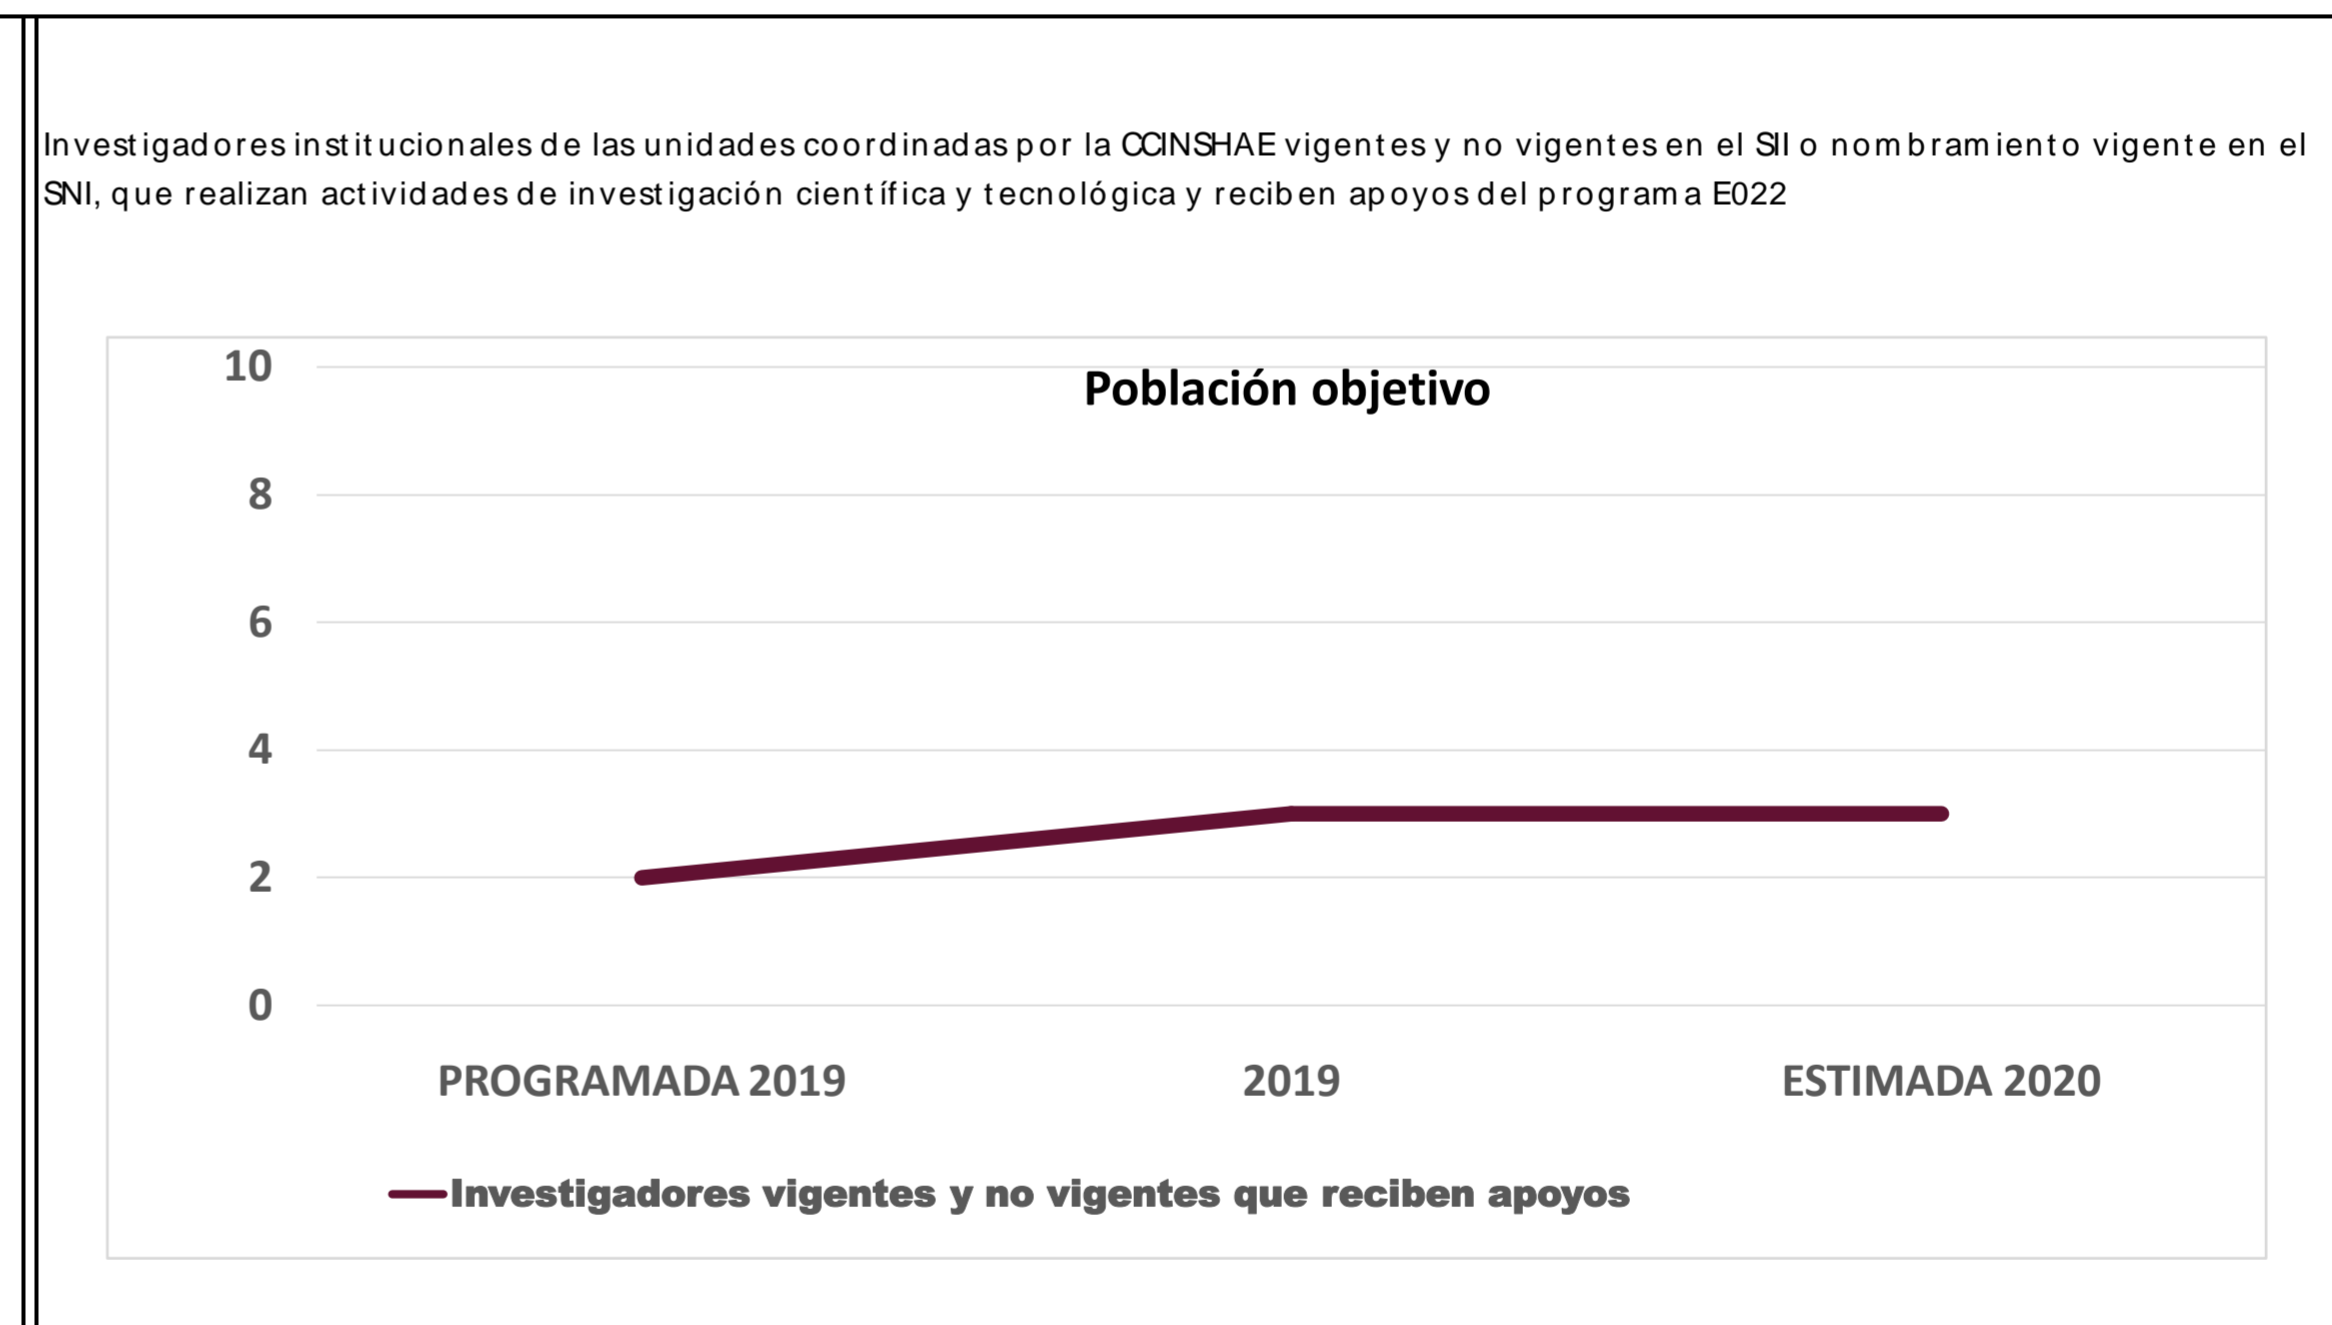 Investigadores institucionales de las unidades coordinadas por la CCINSHAE vigentes y no vigentes en el SII o nombramiento vigente en el
SNI, que realizan actividades de investigación científica y tecnológica y reciben apoyos del programa E022
Población objetivo
10
8
6
4
2
0
PROGRAMADA 2019 2019 ESTIMADA 2020
Investigadores vigentes y no vigentes que reciben apoyos